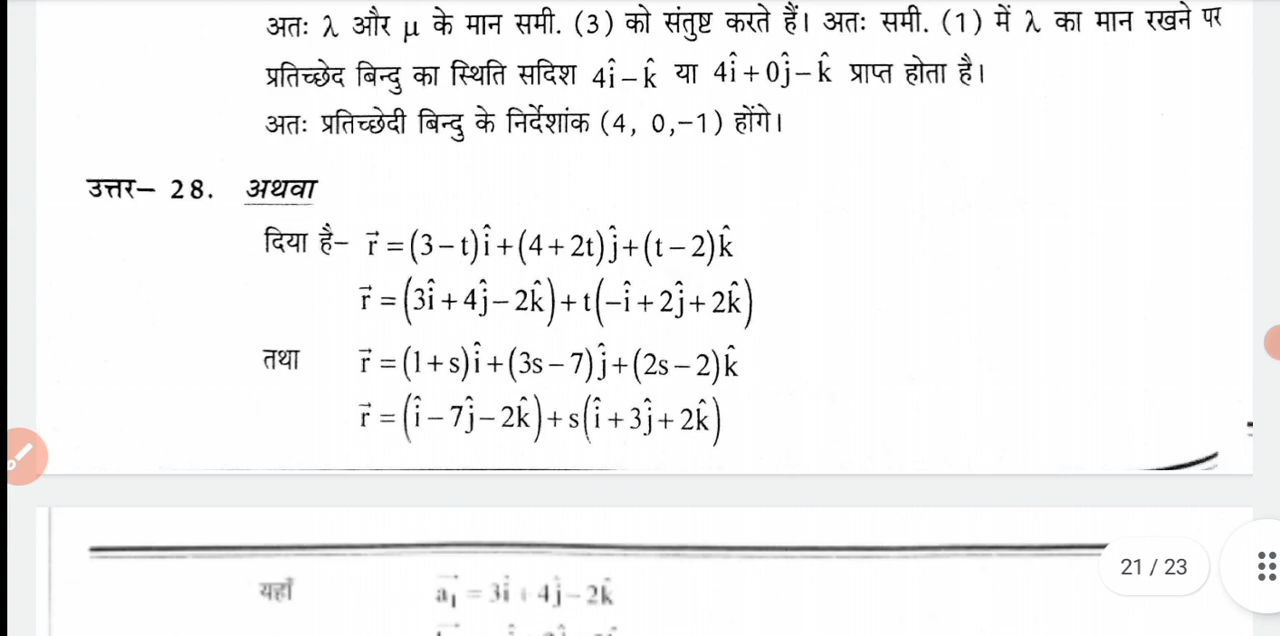 अतः λ और μ के मान समी. (3) को संतुष्ट करते हैं। अतः समी. (1) में λ का मान रखने पर
प्रतिच्छेद बिन्दु का स्थिति सदिश 4î−k̂ या 4î+0ĵ−k̂ प्राप्त होता है।
अतः प्रतिच्छेदी बिन्दु के निर्देशांक (4, 0,−1) होंगे।
उत्तर− 28. अथवा
दिया है− r⃗ = (3−t)î+(4+2t)ĵ+(t−2)k̂
r⃗ = (3î+4ĵ−2k̂)+t(−î+2ĵ+2k̂)
तथा r⃗ = (1+s)î+(3s−7)ĵ+(2s−2)k̂
r⃗ = (î−7ĵ−2k̂)+s(î+3ĵ+2k̂)
21 / 23
यहाँ a₁⃗ = 3î+4ĵ−2k̂